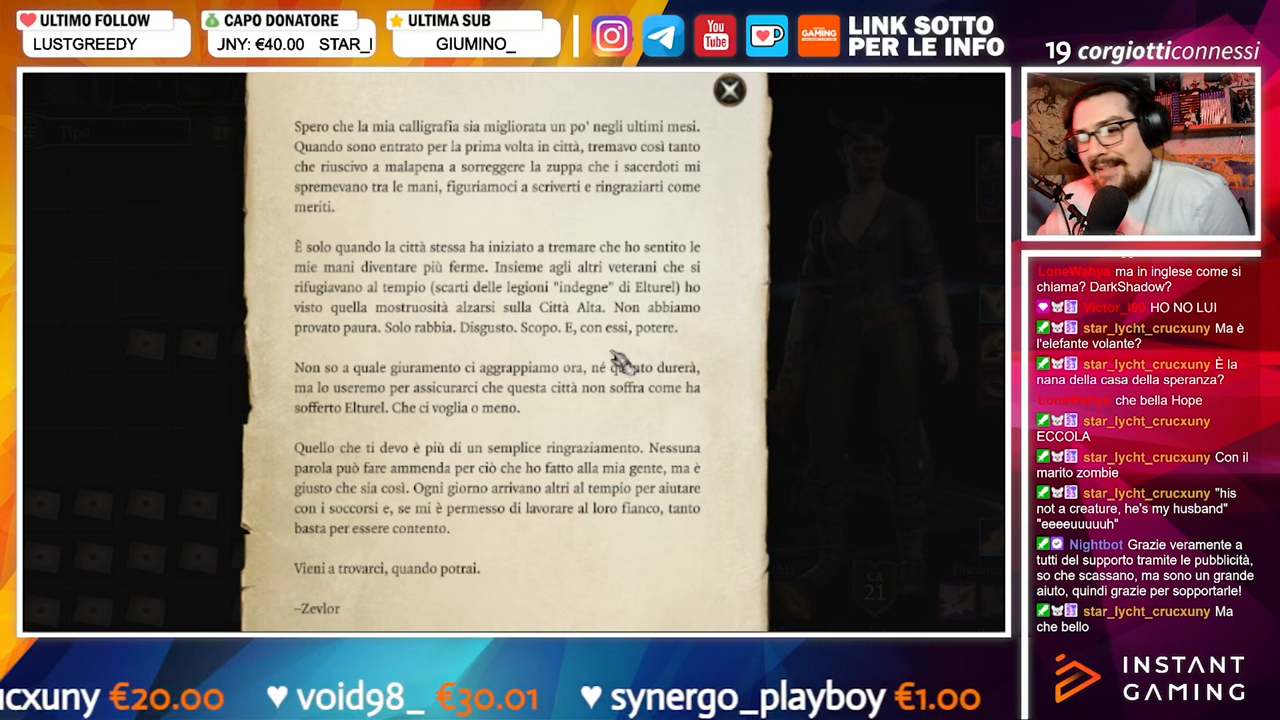 ULTIMO FOLLOW
LUSTGREEDY
CAPO DONATORE
JNY: €40.00 STAR_I
ULTIMA SUB
GIUMINO_
You
Tube
GAMING
LINK SOTTO
PER LE INFO
19 corgiotticonnessi
Tipo
Spero che la mia calligrafia sia migliorata un po' negli ultimi mesi.
Quando sono entrato per la prima volta in città, tremavo così tanto
che riuscivo a malapena a sorreggere la zuppa che i sacerdoti mi
spremevano tra le mani, figuriamoci a scriverti e ringraziarti come
meriti.
È solo quando la città stessa ha iniziato a tremare che ho sentito le
mie mani diventare più ferme. Insieme agli altri veterani che si
rifugiavano al tempio (scarti delle legioni "indegne" di Elturel) ho
visto quella mostruosità alzarsi sulla Città Alta. Non abbiamo
provato paura. Solo rabbia. Disgusto. Scopo. E, con essi, potere.
Non so a quale giuramento ci aggrappiamo ora, né quanto durerà,
ma lo useremo per assicurarci che questa città non soffra come ha
sofferto Elturel. Che ci voglia o meno.
Quello che ti devo è più di un semplice ringraziamento. Nessuna
parola può fare ammenda per ciò che ho fatto alla mia gente, ma è
giusto che sia così. Ogni giorno arrivano altri al tempio per aiutare
con i soccorsi e, se mi è permesso di lavorare al loro fianco, tanto
basta per essere contento.
Vieni a trovarci, quando potrai.
–Zevlor
CA
21
LoneWahya ma in inglese come si
chiama? DarkShadow?
HO NO LUI
star_lycht_crucxuny Ma è
l'elefante volante?
star_lycht_crucxuny È la
nana della casa della speranza?
LoneWahya che bella Hope
star_lycht_crucxuny
ECCOLA
star_lycht_crucxuny Con il
marito zombie
star_lycht_crucxuny "his
not a creature, he's my husband"
"eeeeuuuuuh"
Nightbot Grazie veramente a
tutti del supporto tramite le pubblicità,
so che scassano, ma sono un grande
aiuto, quindi grazie per sopportarle!
star_lycht_crucxuny Ma
che bello
INSTANT
GAMING
ucxuny €20.00 ♥ void98_ €30.01 ♥ synergo_playboy €1.00